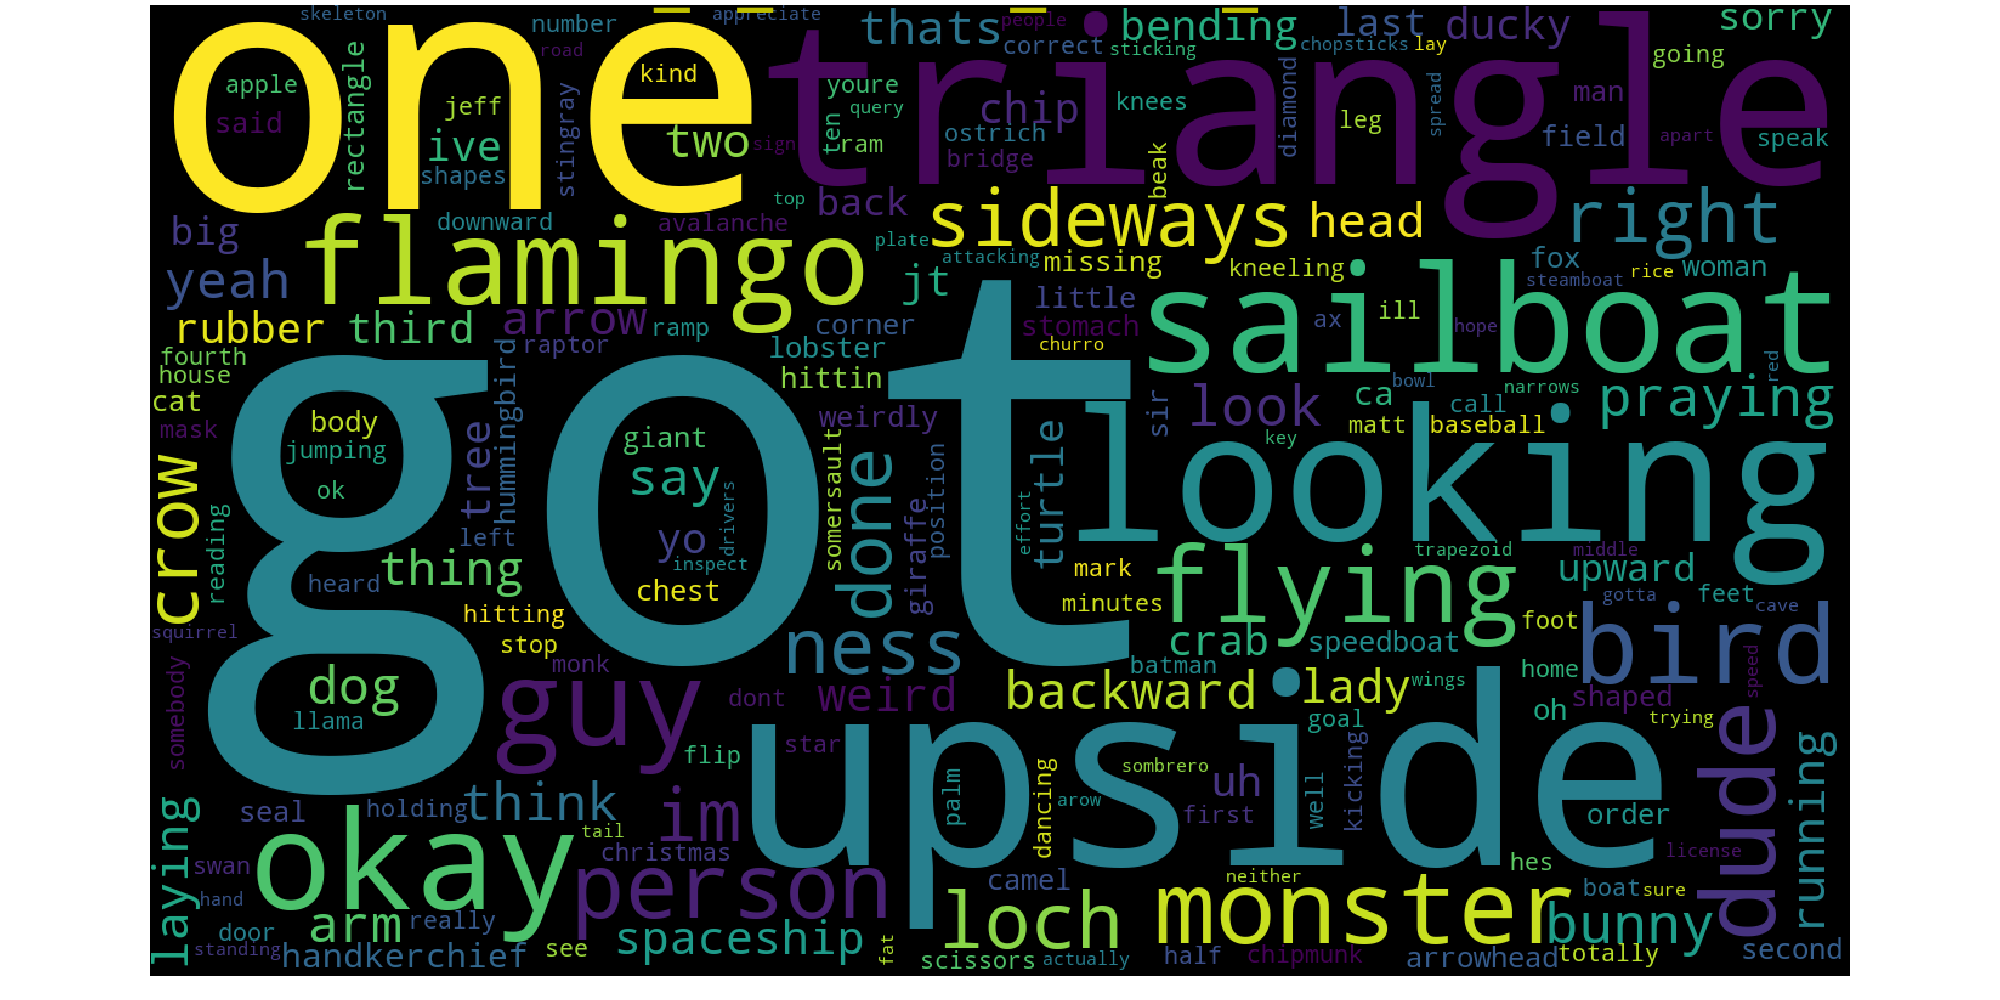 skeleton
number
appreciate
people
thats
bending
last
ducky
sorry
one
triangle
road
correct
sticking
chopsticks
lay
going
apple
kind
youre
query
chip
knees
man
said
rectangle
jeff
stingray
ten
ostrich
diamond
leg
spread
field
apart
speak
ive
two
sign
ram
bridge
beak
shapes
top
big
downward
avalanche
back
sideways
head
right
flamingo
plate
attacking
missing
kneeling
fox
rice
woman
steamboat
yeah
jt
little
sailboat
rubber
third
arrow
ramp
corner
stomach
ax
ill
hope
fourth
raptor
lobster
churro
house
hittin
got
cat
body
hummingbird
weirdly
look
ca
bowl
narrows
red
praying
mask
jumping
giant
sir
matt
call
baseball
key
looking
crow
ok
tree
say
somersault
done
giraffe
position
turtle
reading
left
yo
drivers
effort
trapezoid
middle
heard
thing
inspect
mark
flying
upward
chest
minutes
gotta
cave
feet
hitting
squirrel
stop
ness
crab
speedboat
foot
bird
somebody
monk
batman
home
dog
guy
dont
weird
backward
lady
wings
shaped
speed
llama
goal
oh
trying
flip
star
upside
dude
running
sombrero
uh
kicking
laying
seal
holding
think
im
palm
arow
dancing
first
well
order
okay
tail
swan
christmas
person
camel
neither
hes
license
hand
boat
sure
arm
really
loch
monster
bunny
door
spaceship
standing
handkerchief
see
fat
scissors
actually
half
chipmunk
arrowhead
totally
second